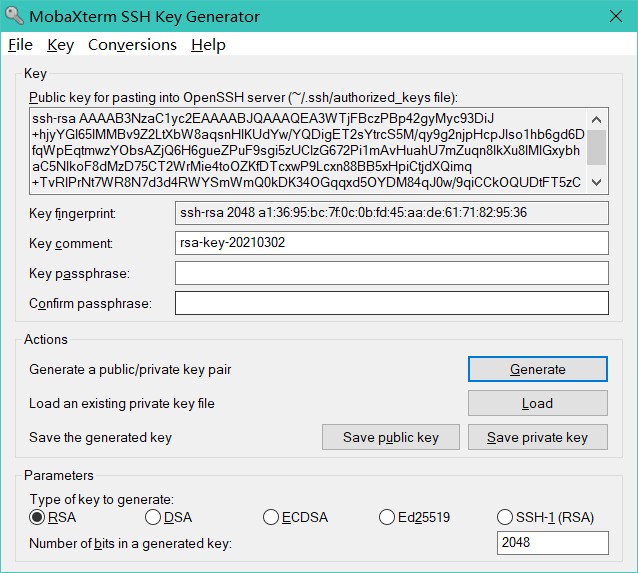 MobaXterm SSH Key Generator
File Key Conversions Help
Key
Public key for pasting into OpenSSH server (~/.ssh/authorized_keys file):
ssh-rsa AAAAB3NzaC1yc2EAAAABJQAAAQEA3WTjFBczPBp42gyMyc93DiJ
+hjyYGl65lMMBv9Z2LtXbW8aqsnHlKUdYw/YQDigET2sYtrcS5M/qy9g2njpHcpJlso1hb6gd6D
fqWpEqtmwzYObsAZjQ6H6gueZPuF9sgi5zUClzG672Pi1mAvHuahU7mZuqn8lkXu8lMlGxybh
aC5NlkoF8dMzD75CT2WrMie4toOZKfDTcxwP9Lcxn88BB5xHpiCtjdXQimq
+TvRlPrNt7WR8N7d3d4RWYSmWmQ0kDK34OGqqxd5OYDM84qJ0w/9qiCCkOQUDtFT5zC
Key fingerprint: ssh-rsa 2048 a1:36:95:bc:7f:0c:0b:fd:45:aa:de:61:71:82:95:36
Key comment: rsa-key-20210302
Key passphrase:
Confirm passphrase:
Actions
Generate a public/private key pair Generate
Load an existing private key file Load
Save the generated key Save public key Save private key
Parameters
Type of key to generate:
RSA DSA ECDSA Ed25519 SSH-1 (RSA)
Number of bits in a generated key: 2048